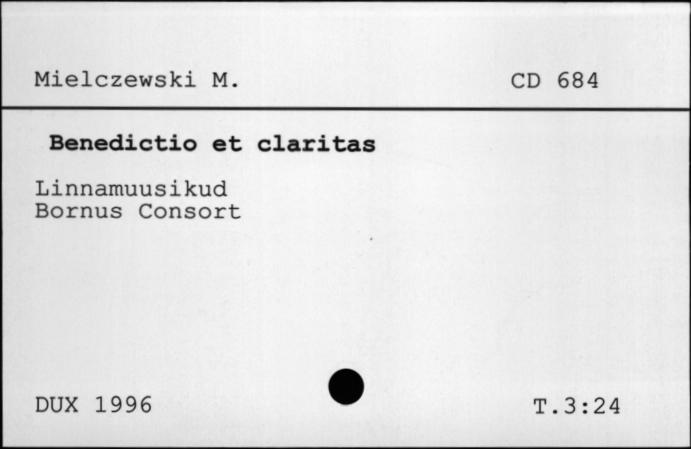 Mielczewski M. CD 684
Benedictio et claritas
Linnamuusikud
Bornus Consort
DUX 1996 T.3:24